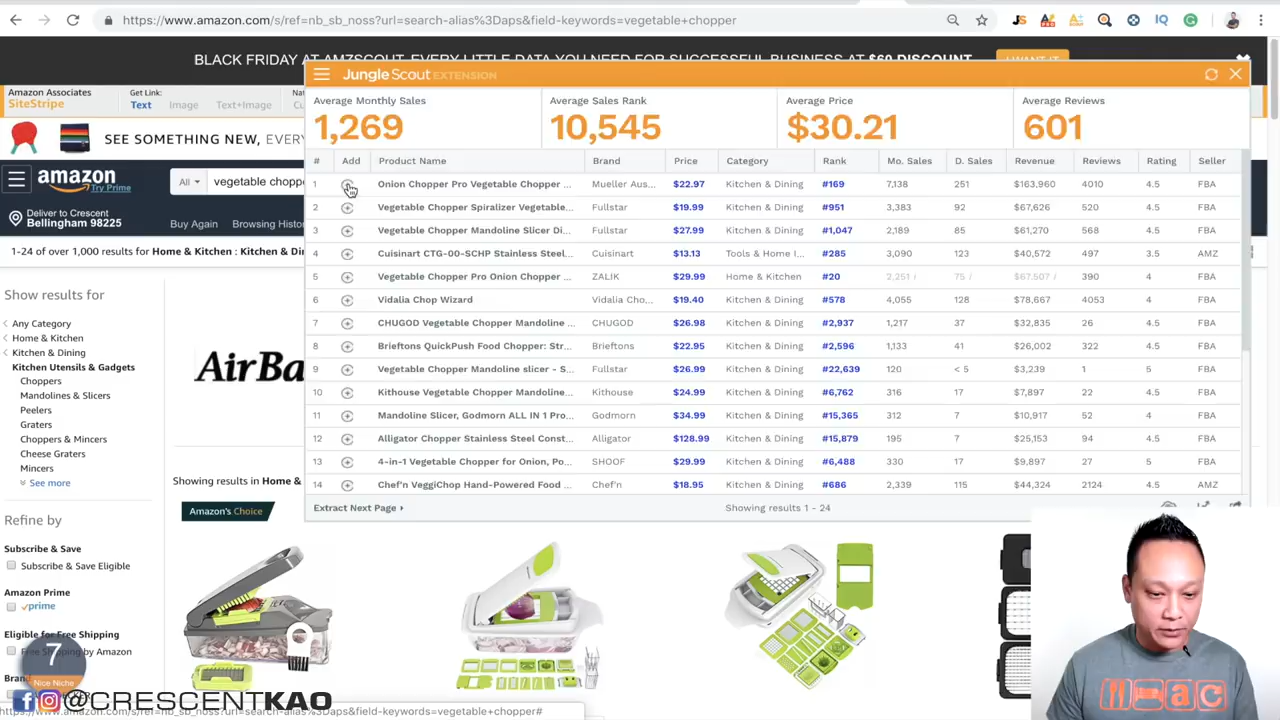 https://www.amazon.com/s/ref=nb_sb_noss?url=search-alias%3Daps&field-keywords=vegetable+chopper
JS
PRO
IQ
BLACK FRIDAY AT AMZSCOUT. EVERY LITTLE DATA YOU NEED FOR SUCCESSFUL BUSINESS AT $60 DISCOUNT
I WANT IT
JungleScout EXTENSION
Amazon Associates
SiteStripe
Get Link:
Text
Image
Text+Image
SEE SOMETHING NEW, EVERY
amazon
Try Prime
All
vegetable choppe
Deliver to Crescent
Bellingham 98225
Buy Again
Browsing Histo
1-24 of over 1,000 results for Home & Kitchen : Kitchen & Di
Average Monthly Sales
1,269
Average Sales Rank
10,545
Average Price
$30.21
Average Reviews
601
# Add Product Name Brand Price Category Rank Mo. Sales D. Sales Revenue Reviews Rating Seller
1 Onion Chopper Pro Vegetable Chopper ... Mueller Aus... $22.97 Kitchen & Dining #169 7,138 251 $163,960 4010 4.5 FBA
2 Vegetable Chopper Spiralizer Vegetable... Fullstar $19.99 Kitchen & Dining #951 3,383 92 $67,626 520 4.5 FBA
3 Vegetable Chopper Mandoline Slicer Di... Fullstar $27.99 Kitchen & Dining #1,047 2,189 85 $61,270 568 4.5 FBA
4 Cuisinart CTG-00-SCHP Stainless Steel... Cuisinart $13.13 Tools & Home I... #285 3,090 123 $40,572 497 3.5 AMZ
5 Vegetable Chopper Pro Onion Chopper ... ZALIK $29.99 Home & Kitchen #20 2,251 75 $67,507 390 4 FBA
6 Vidalia Chop Wizard Vidalia Cho... $19.40 Kitchen & Dining #578 4,055 128 $78,667 4053 4 FBA
7 CHUGOD Vegetable Chopper Mandoline ... CHUGOD $26.98 Kitchen & Dining #2,937 1,217 37 $32,835 26 4.5 FBA
8 Brieftons QuickPush Food Chopper: Str... Brieftons $22.95 Kitchen & Dining #2,596 1,133 41 $26,002 322 4.5 FBA
9 Vegetable Chopper Mandoline slicer - S... Fullstar $26.99 Kitchen & Dining #22,639 120 < 5 $3,239 1 5 FBA
10 Kithouse Vegetable Chopper Mandoline ... Kithouse $24.99 Kitchen & Dining #6,762 316 17 $7,897 22 4 FBA
11 Mandoline Slicer, Godmorn ALL IN 1 Pro... Godmorn $34.99 Kitchen & Dining #15,365 312 7 $10,917 52 4 FBA
12 Alligator Chopper Stainless Steel Const... Alligator $128.99 Kitchen & Dining #15,879 195 7 $25,153 94 4.5 FBA
13 4-in-1 Vegetable Chopper for Onion, Po... SHOOF $29.99 Kitchen & Dining #6,488 330 17 $9,897 27 5 FBA
14 Chef'n VeggiChop Hand-Powered Food ... Chef'n $18.95 Kitchen & Dining #686 2,339 115 $44,324 2124 4.5 AMZ
Extract Next Page
Showing results 1 - 24
Show results for
Any Category
Home & Kitchen
Kitchen & Dining
Kitchen Utensils & Gadgets
Choppers
Mandolines & Slicers
Peelers
Graters
Choppers & Mincers
Cheese Graters
Mincers
See more
Refine by
Subscribe & Save
Subscribe & Save Eligible
Amazon Prime
prime
Eligible for Free Shipping
Free Shipping by Amazon
Bran
AirBa
Showing results in Home &
Amazon's Choice
7
Nice Niche
@CRESCENTKA
https://www.amazon.com/s/ref=nb_sb_noss?url=search-alias%3Daps&field-keywords=vegetable+chopper#